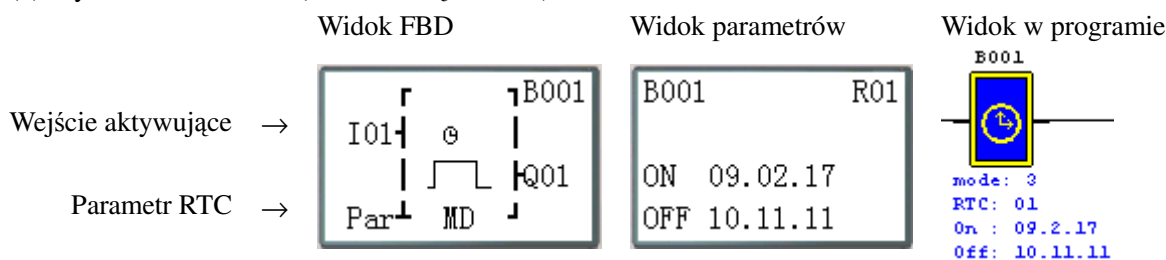 Widok FBD Widok parametrów Widok w programie
B001
Wejście aktywujące → I01 B001
Q01
Parametr RTC → Par MD
B001 R01
ON 09.02.17
OFF 10.11.11
mode: 3
RTC: 01
On : 09.2.17
Off: 10.11.11